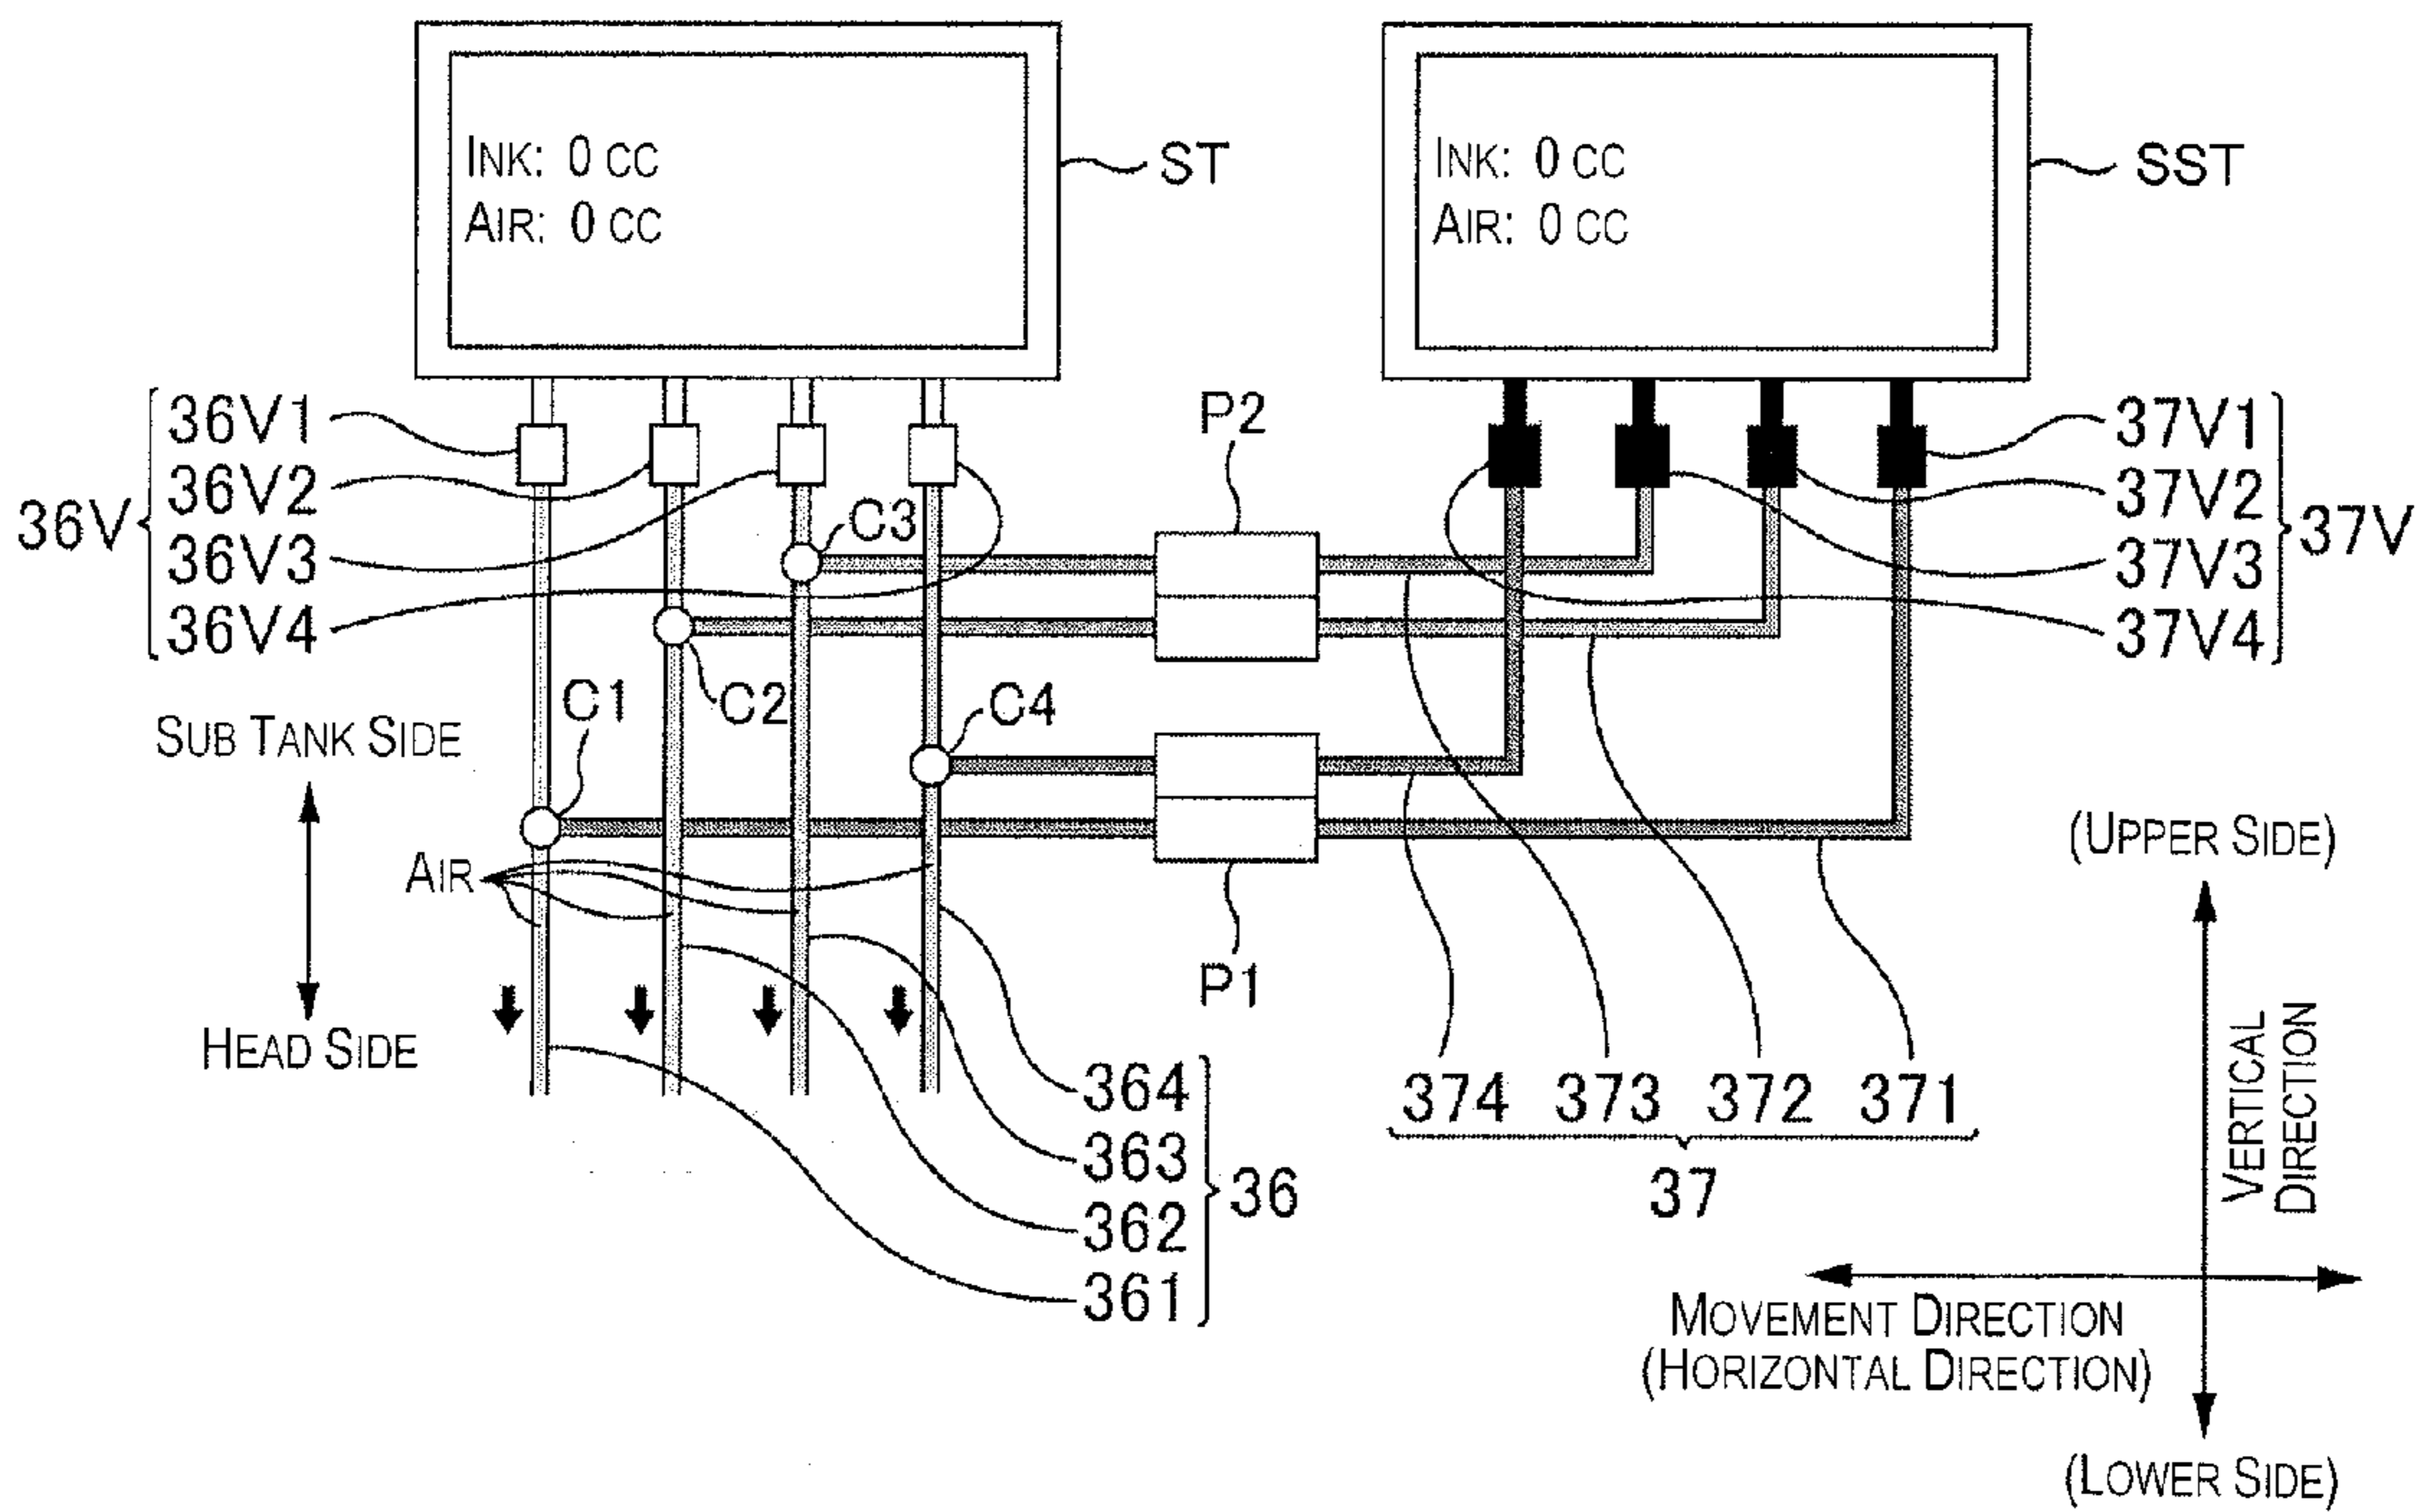 INK: 0 CC
AIR: 0 CC
ST
INK: 0 CC
AIR: 0 CC
SST
36V
36V1
36V2
36V3
36V4
P2
C3
C2
C1
C4
37V1
37V2
37V3
37V4
37V
SUB TANK SIDE
HEAD SIDE
AIR
P1
364
363
362
361
36
374 373 372 371
37
(UPPER SIDE)
VERTICAL
DIRECTION
MOVEMENT DIRECTION
(HORIZONTAL DIRECTION)
(LOWER SIDE)